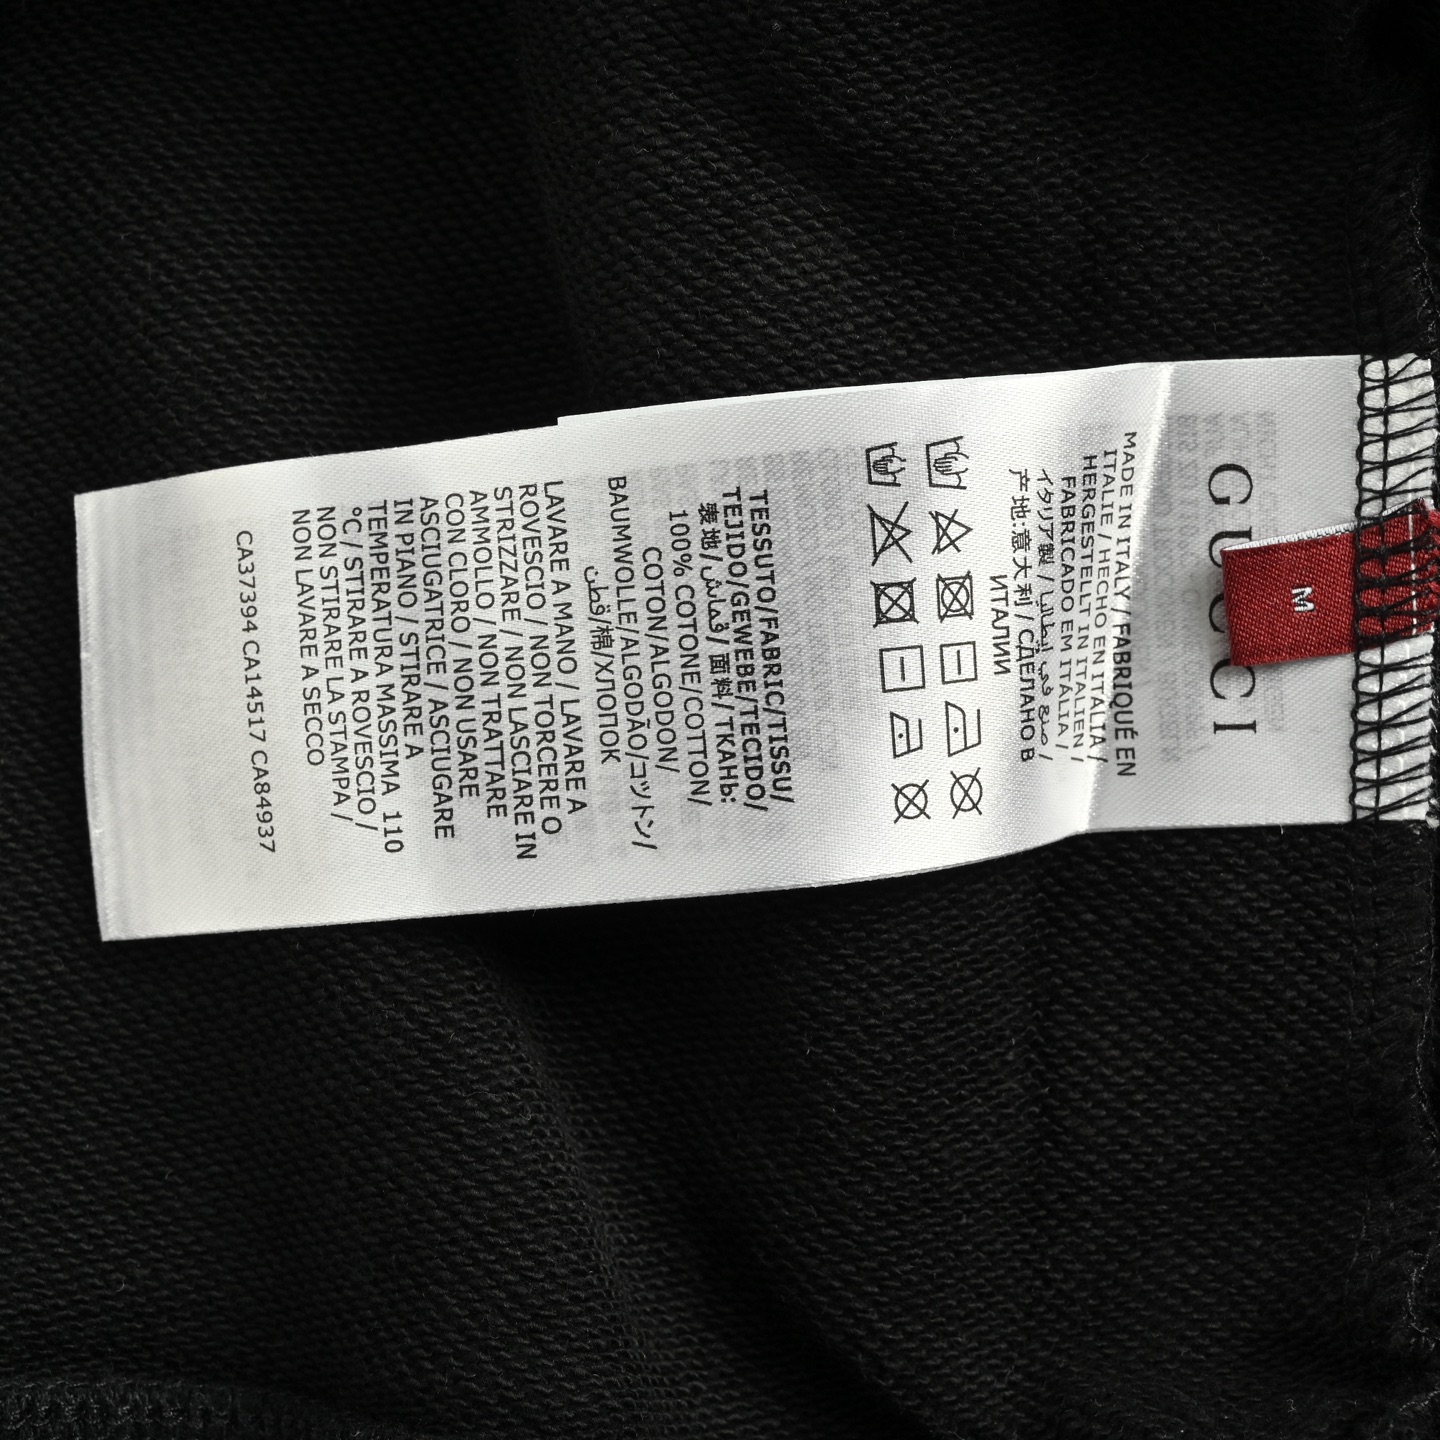 GUCCI
M
MADE IN ITALY/FABRIQUÉ EN
ITALIE / HECHO EN ITALIA/
HERGESTELLT IN ITALIEN /
FABRICADO EM ITÁLIA /
イタリア製 / صنع في إيطاليا /
产地:意大利 / СДЕЛАНО В
ИТАЛИИ
TESSUTO/FABRIC/TISSU/
TEJIDO/GEWEBE/TECIDO/
表地/قماش/面料/ТКАНЬ:
100% COTONE/COTTON/
COTON/ALGODON/
BAUMWOLLE/ALGODÃO/コットン/
قطن/棉/ХЛОПОК
LAVARE A MANO / LAVARE A
ROVESCIO / NON TORCERE O
STRIZZARE / NON LASCIARE IN
AMMOLLO / NON TRATTARE
CON CLORO / NON USARE
ASCIUGATRICE / ASCIUGARE
IN PIANO / STIRARE A
TEMPERATURA MASSIMA 110
°C / STIRARE A ROVESCIO /
NON STIRARE LA STAMPA /
NON LAVARE A SECCO
CA37394 CA14517 CA84937